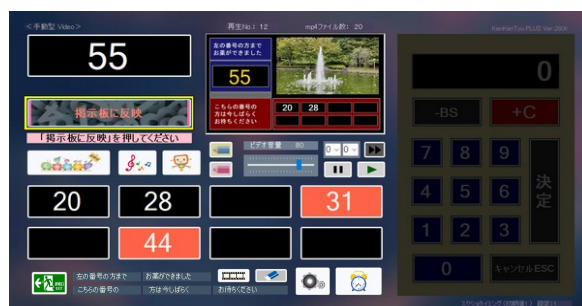 ＜手動型 Video＞
再生No.: 12
mp4ファイル数: 20
KanKanTyu PLUS Ver.2606
55
左の番号の方まで
お薬ができました
55
こちらの番号の
方は今しばらく
お待ちください
20 28
掲示板に反映
「掲示板に反映」を押してください
ビデオ音量 80
0 0
20 28 31
44
左の番号の方まで お薬ができました
こちらの番号の 方は今しばらく お待ちください
0
-BS +C
7 8 9
4 5 6
決定
1 2 3
0 キャンセルESC